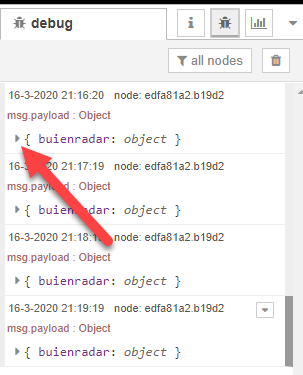 debug
all nodes
16-3-2020 21:16:20 node: edfa81a2.b19d2
msg.payload : Object
{ buienradar: object }
16-3-2020 21:17:19 node: edfa81a2.b19d2
msg.payload : Object
{ buienradar: object }
16-3-2020 21:18:1 node: edfa81a2.b19d2
msg.payload : Object
{ buienradar: object }
16-3-2020 21:19:19 node: edfa81a2.b19d2
msg.payload : Object
{ buienradar: object }